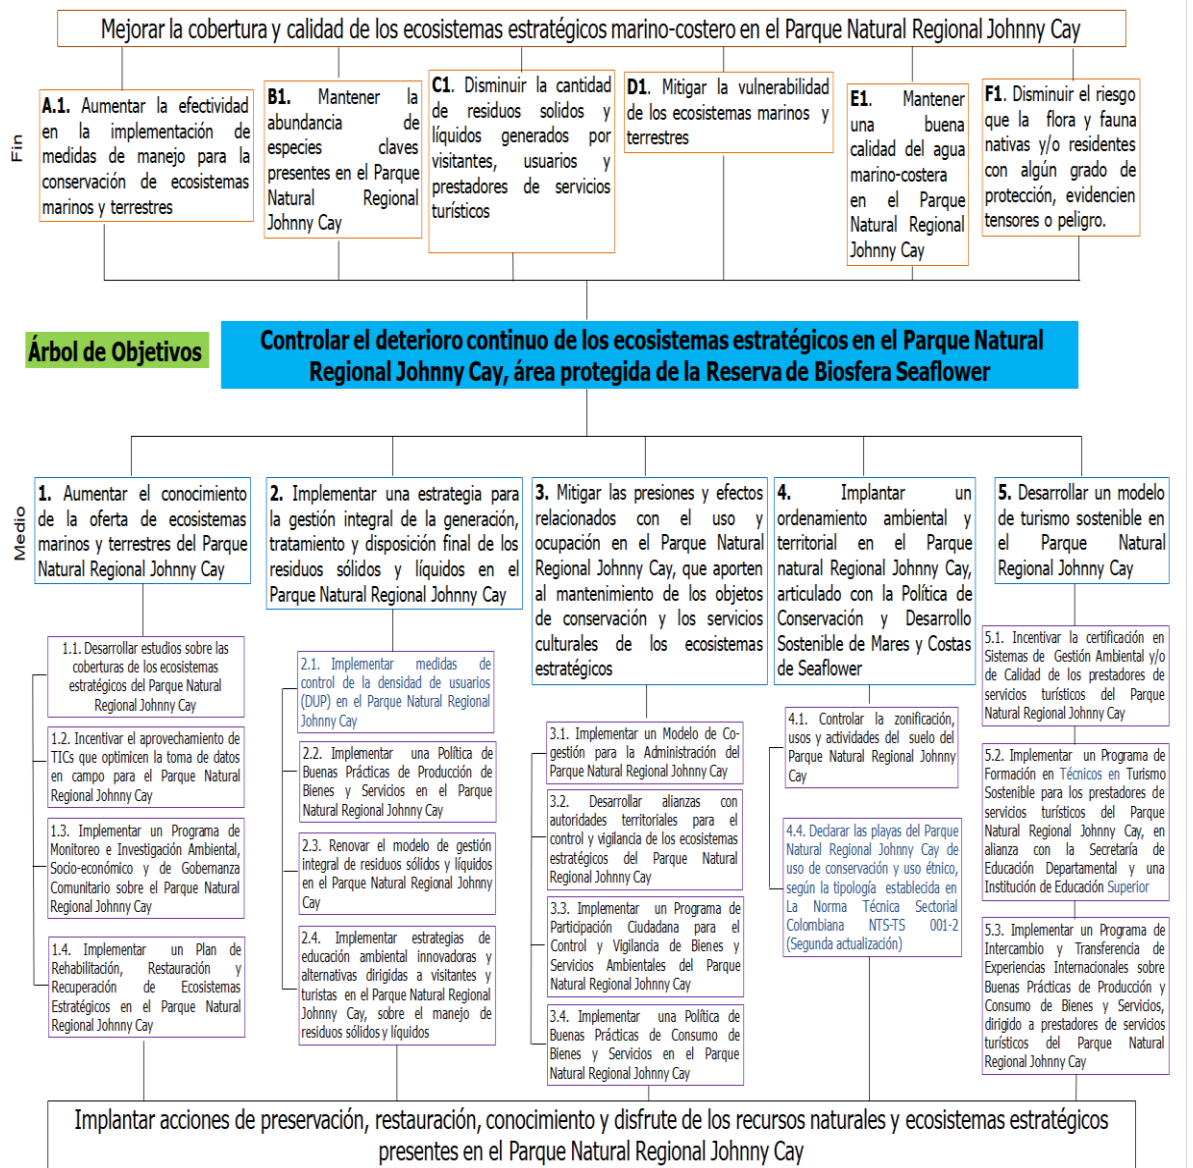 Mejorar la cobertura y calidad de los ecosistemas estratégicos marino-costero en el Parque Natural Regional Johnny Cay
Fin
A.1. Aumentar la efectividad
en la implementación de
medidas de manejo para la
conservación de ecosistemas
marinos y terrestres
B1. Mantener la
abundancia de
especies claves
presentes en el Parque
Natural Regional
Johnny Cay
C1. Disminuir la cantidad
de residuos solidos y
líquidos generados por
visitantes, usuarios y
prestadores de servicios
turísticos
D1. Mitigar la vulnerabilidad
de los ecosistemas marinos y
terrestres
E1. Mantener
una buena
calidad del agua
marino-costera
en el Parque
Natural Regional
Johnny Cay
F1. Disminuir el riesgo
que la flora y fauna
nativas y/o residentes
con algún grado de
protección, evidencien
tensores o peligro.
Árbol de Objetivos
Controlar el deterioro continuo de los ecosistemas estratégicos en el Parque Natural
Regional Johnny Cay, área protegida de la Reserva de Biosfera Seaflower
Medio
1. Aumentar el conocimiento
de la oferta de ecosistemas
marinos y terrestres del Parque
Natural Regional Johnny Cay
2. Implementar una estrategia para
la gestión integral de la generación,
tratamiento y disposición final de los
residuos sólidos y líquidos en el
Parque Natural Regional Johnny Cay
3. Mitigar las presiones y efectos
relacionados con el uso y
ocupación en el Parque Natural
Regional Johnny Cay, que aporten
al mantenimiento de los objetos
de conservación y los servicios
culturales de los ecosistemas
estratégicos
4. Implantar un
ordenamiento ambiental y
territorial en el Parque
natural Regional Johnny Cay,
articulado con la Política de
Conservación y Desarrollo
Sostenible de Mares y Costas
de Seaflower
5. Desarrollar un modelo
de turismo sostenible en
el Parque Natural
Regional Johnny Cay
1.1. Desarrollar estudios sobre las
coberturas de los ecosistemas
estratégicos del Parque Natural
Regional Johnny Cay
1.2. Incentivar el aprovechamiento de
TICs que optimicen la toma de datos
en campo para el Parque Natural
Regional Johnny Cay
1.3. Implementar un Programa de
Monitoreo e Investigación Ambiental,
Socio-económico y de Gobernanza
Comunitario sobre el Parque Natural
Regional Johnny Cay
1.4. Implementar un Plan de
Rehabilitación, Restauración y
Recuperación de Ecosistemas
Estratégicos en el Parque Natural
Regional Johnny Cay
2.1. Implementar medidas de
control de la densidad de usuarios
(DUP) en el Parque Natural Regional
Johnny Cay
2.2. Implementar una Política de
Buenas Prácticas de Producción de
Bienes y Servicios en el Parque
Natural Regional Johnny Cay
2.3. Renovar el modelo de gestión
integral de residuos sólidos y líquidos
en el Parque Natural Regional Johnny
Cay
2.4. Implementar estrategias de
educación ambiental innovadoras y
alternativas dirigidas a visitantes y
turistas en el Parque Natural Regional
Johnny Cay, sobre el manejo de
residuos sólidos y líquidos
3.1. Implementar un Modelo de Co-
gestión para la Administración del
Parque Natural Regional Johnny Cay
3.2. Desarrollar alianzas con
autoridades territoriales para el
control y vigilancia de los ecosistemas
estratégicos del Parque Natural
Regional Johnny Cay
3.3. Implementar un Programa de
Participación Ciudadana para el
Control y Vigilancia de Bienes y
Servicios Ambientales del Parque
Natural Regional Johnny Cay
3.4. Implementar una Política de
Buenas Prácticas de Consumo de
Bienes y Servicios en el Parque
Natural Regional Johnny Cay
4.1. Controlar la zonificación,
usos y actividades del suelo del
Parque Natural Regional Johnny
Cay
4.4. Declarar las playas del Parque
Natural Regional Johnny Cay de
uso de conservación y uso étnico,
según la tipología establecida en
La Norma Técnica Sectorial
Colombiana NTS-TS 001-2
(Segunda actualización)
5.1. Incentivar la certificación en
Sistemas de Gestión Ambiental y/o
de Calidad de los prestadores de
servicios turísticos del Parque
Natural Regional Johnny Cay
5.2. Implementar un Programa de
Formación en Técnicos en Turismo
Sostenible para los prestadores de
servicios turísticos del Parque
Natural Regional Johnny Cay, en
alianza con la Secretaría de
Educación Departamental y una
Institución de Educación Superior
5.3. Implementar un Programa de
Intercambio y Transferencia de
Experiencias Internacionales sobre
Buenas Prácticas de Producción y
Consumo de Bienes y Servicios,
dirigido a prestadores de servicios
turísticos del Parque Natural
Regional Johnny Cay
Implantar acciones de preservación, restauración, conocimiento y disfrute de los recursos naturales y ecosistemas estratégicos
presentes en el Parque Natural Regional Johnny Cay